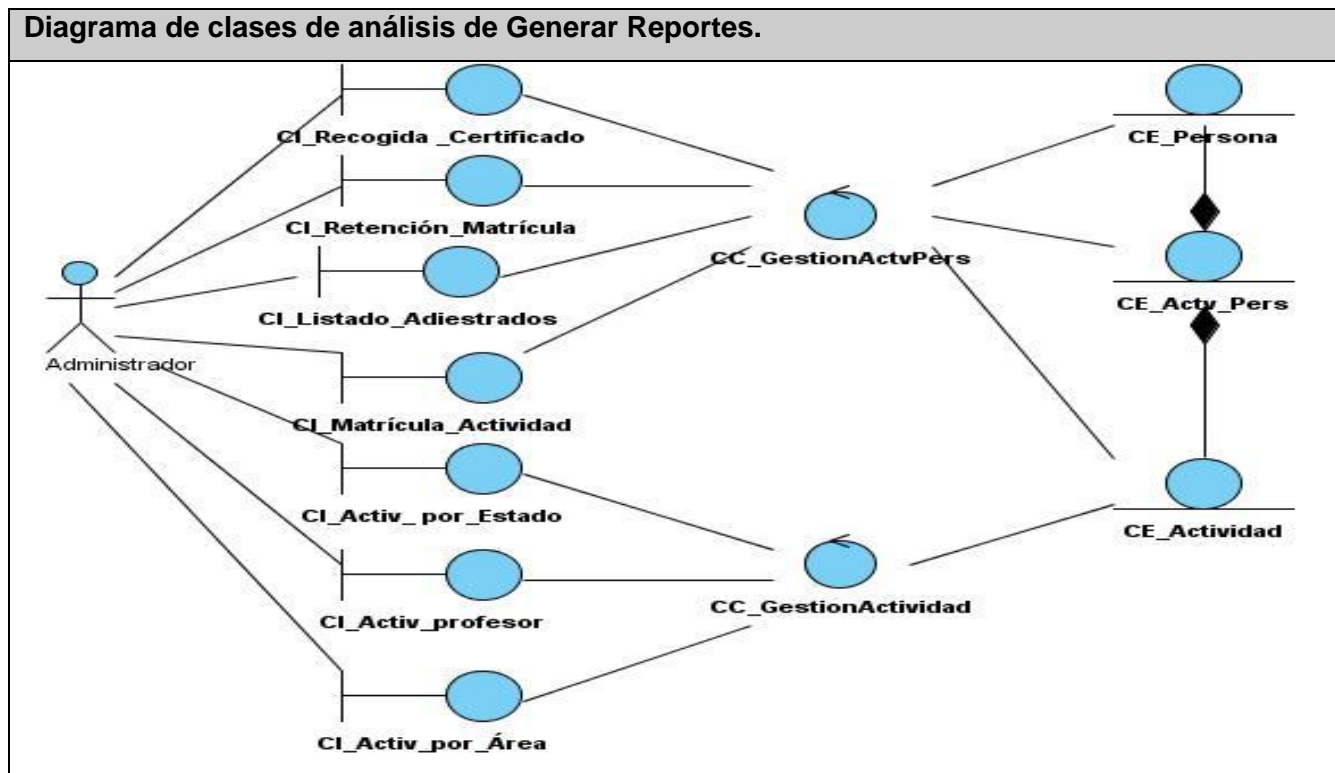 Diagrama de clases de análisis de Generar Reportes.
CI_Recogida _Certificado
CI_Retención_Matrícula
CI_Listado_Adiestrados
Administrador
CI_Matrícula_Actividad
CI_Activ_ por_Estado
CI_Activ_profesor
CI_Activ_por_Área
CC_GestionActvPers
CC_GestionActividad
CE_Persona
CE_Actv_Pers
CE_Actividad